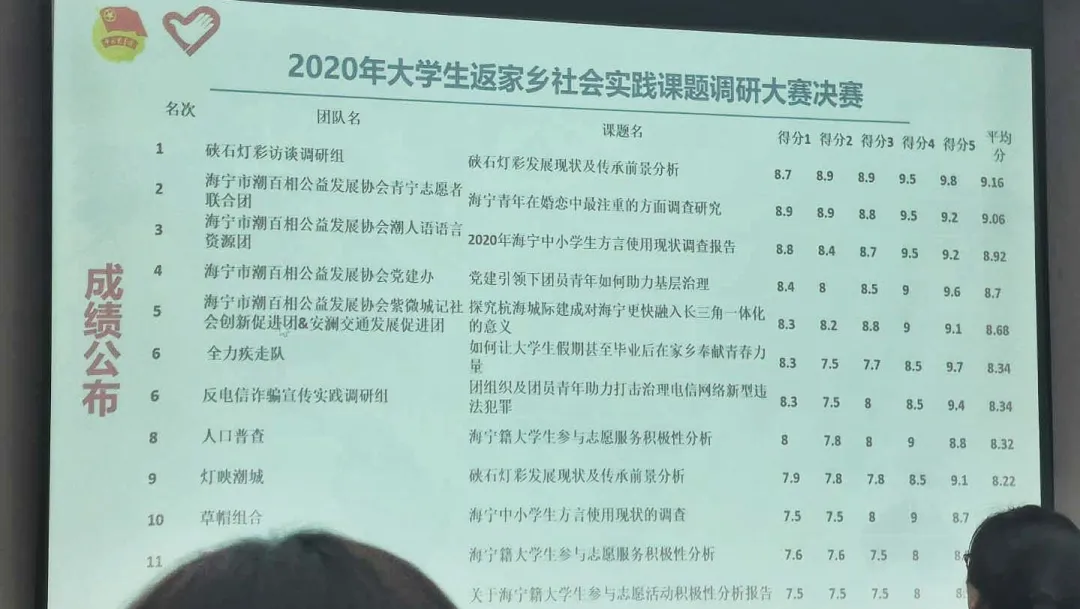 2020年大学生返家乡社会实践课题调研大赛决赛
成绩公布
名次 团队名 课题名 得分1 得分2 得分3 得分4 得分5 平均分
1 硖石灯彩访谈调研组 硖石灯彩发展现状及传承前景分析 8.7 8.9 8.9 9.5 9.8 9.16
2 海宁市潮百相公益发展协会青宁志愿者
联合团 海宁青年在婚恋中最注重的方面调查研究 8.9 8.9 8.8 9.5 9.2 9.06
3 海宁市潮百相公益发展协会潮人语语言
资源团 2020年海宁中小学生方言使用现状调查报告 8.8 8.4 8.7 9.5 9.2 8.92
4 海宁市潮百相公益发展协会党建办 党建引领下团员青年如何助力基层治理 8.4 8 8.5 9 9.6 8.7
5 海宁市潮百相公益发展协会紫微城记社 探究杭海城际建成对海宁更快融入长三角一体化
会创新促进团&安澜交通发展促进团 的意义 8.3 8.2 8.8 9 9.1 8.68
6 全力疾走队 如何让大学生假期甚至毕业后在家乡奉献青春力
量 8.3 7.5 7.7 8.5 9.7 8.34
6 反电信诈骗宣传实践调研组 团组织及团员青年助力打击治理电信网络新型违
法犯罪 8.3 7.5 8 8.5 9.4 8.34
8 人口普查 海宁籍大学生参与志愿服务积极性分析 8 7.8 8 9 8.8 8.32
9 灯映潮城 硖石灯彩发展现状及传承前景分析 7.9 7.8 7.8 8.5 9.1 8.22
10 草帽组合 海宁中小学生方言使用现状的调查 7.5 7.5 8 9 8.7
11 海宁籍大学生参与志愿服务积极性分析 7.6 7.6 7.5 8
关于海宁籍大学生参与志愿活动积极性分析报告 7.5 7.5 7.5 8